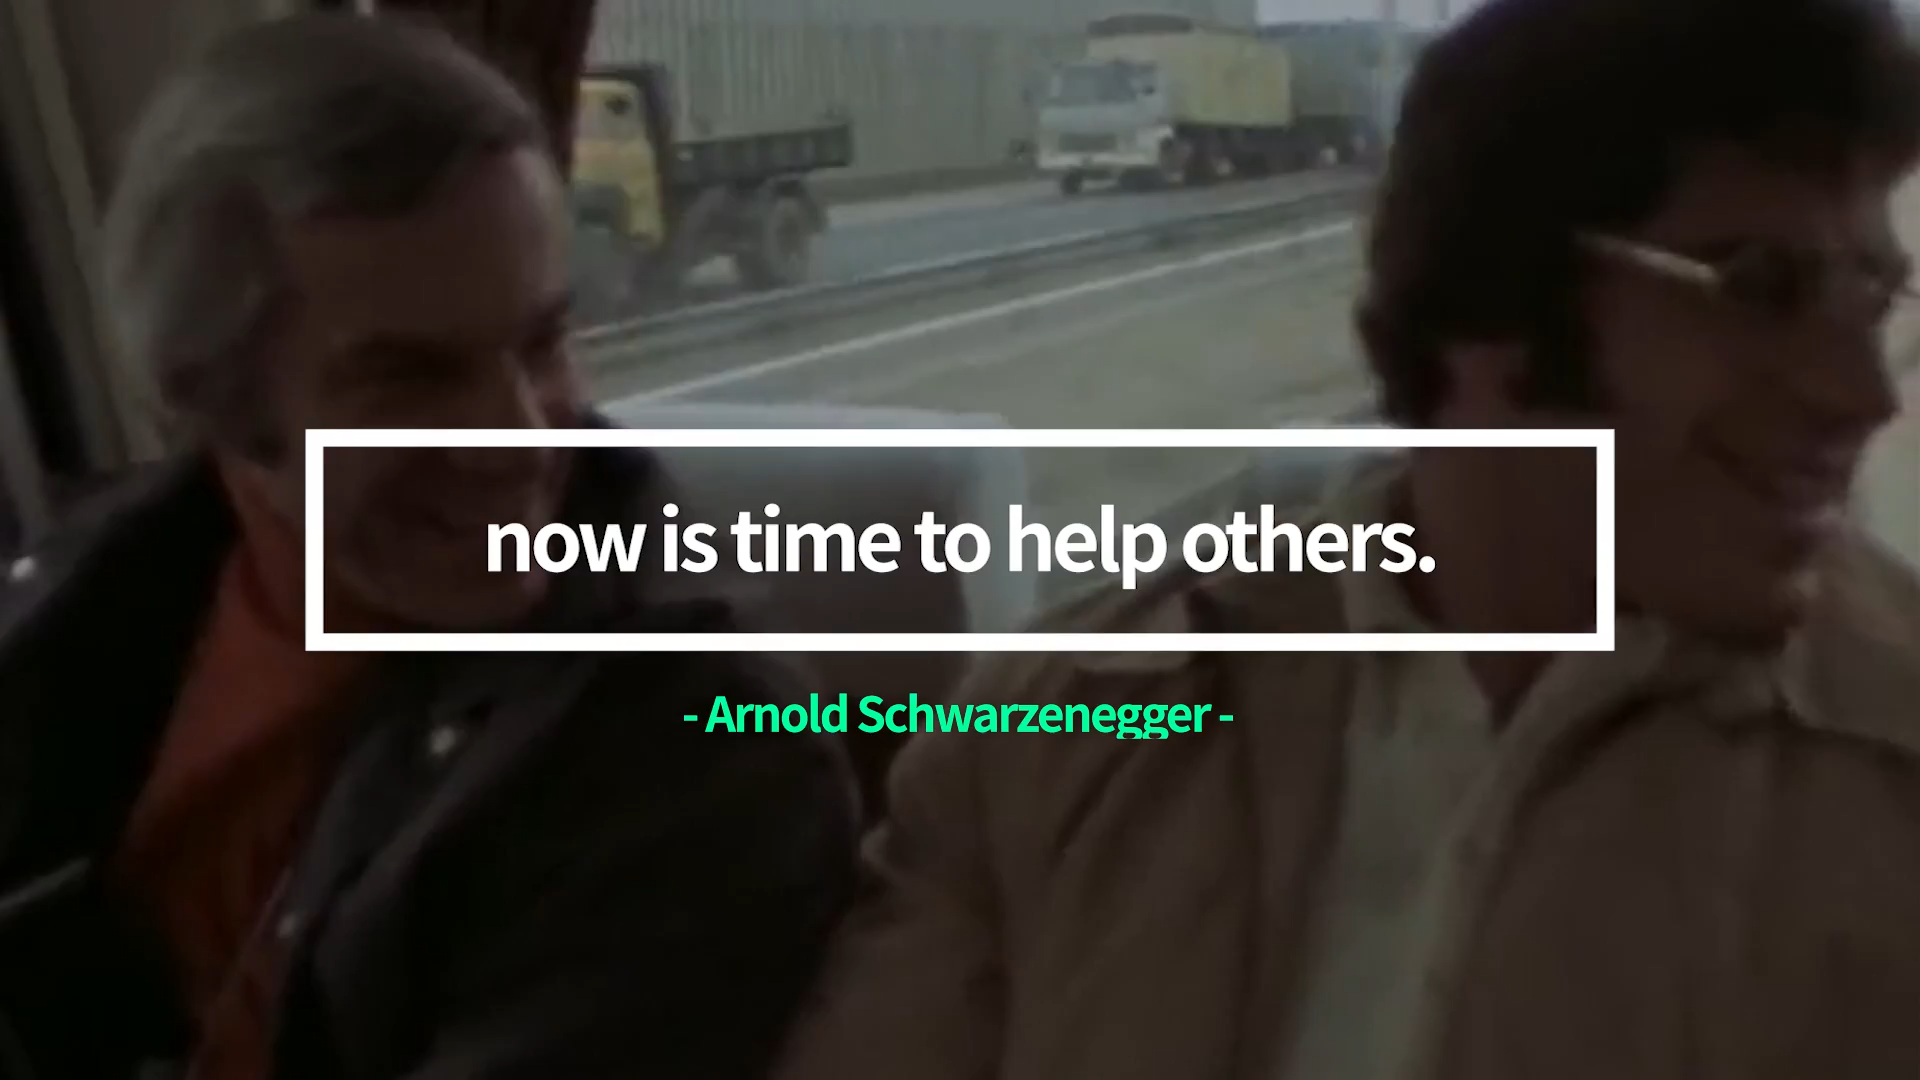 now is time to help others.
- Arnold Schwarzenegger -